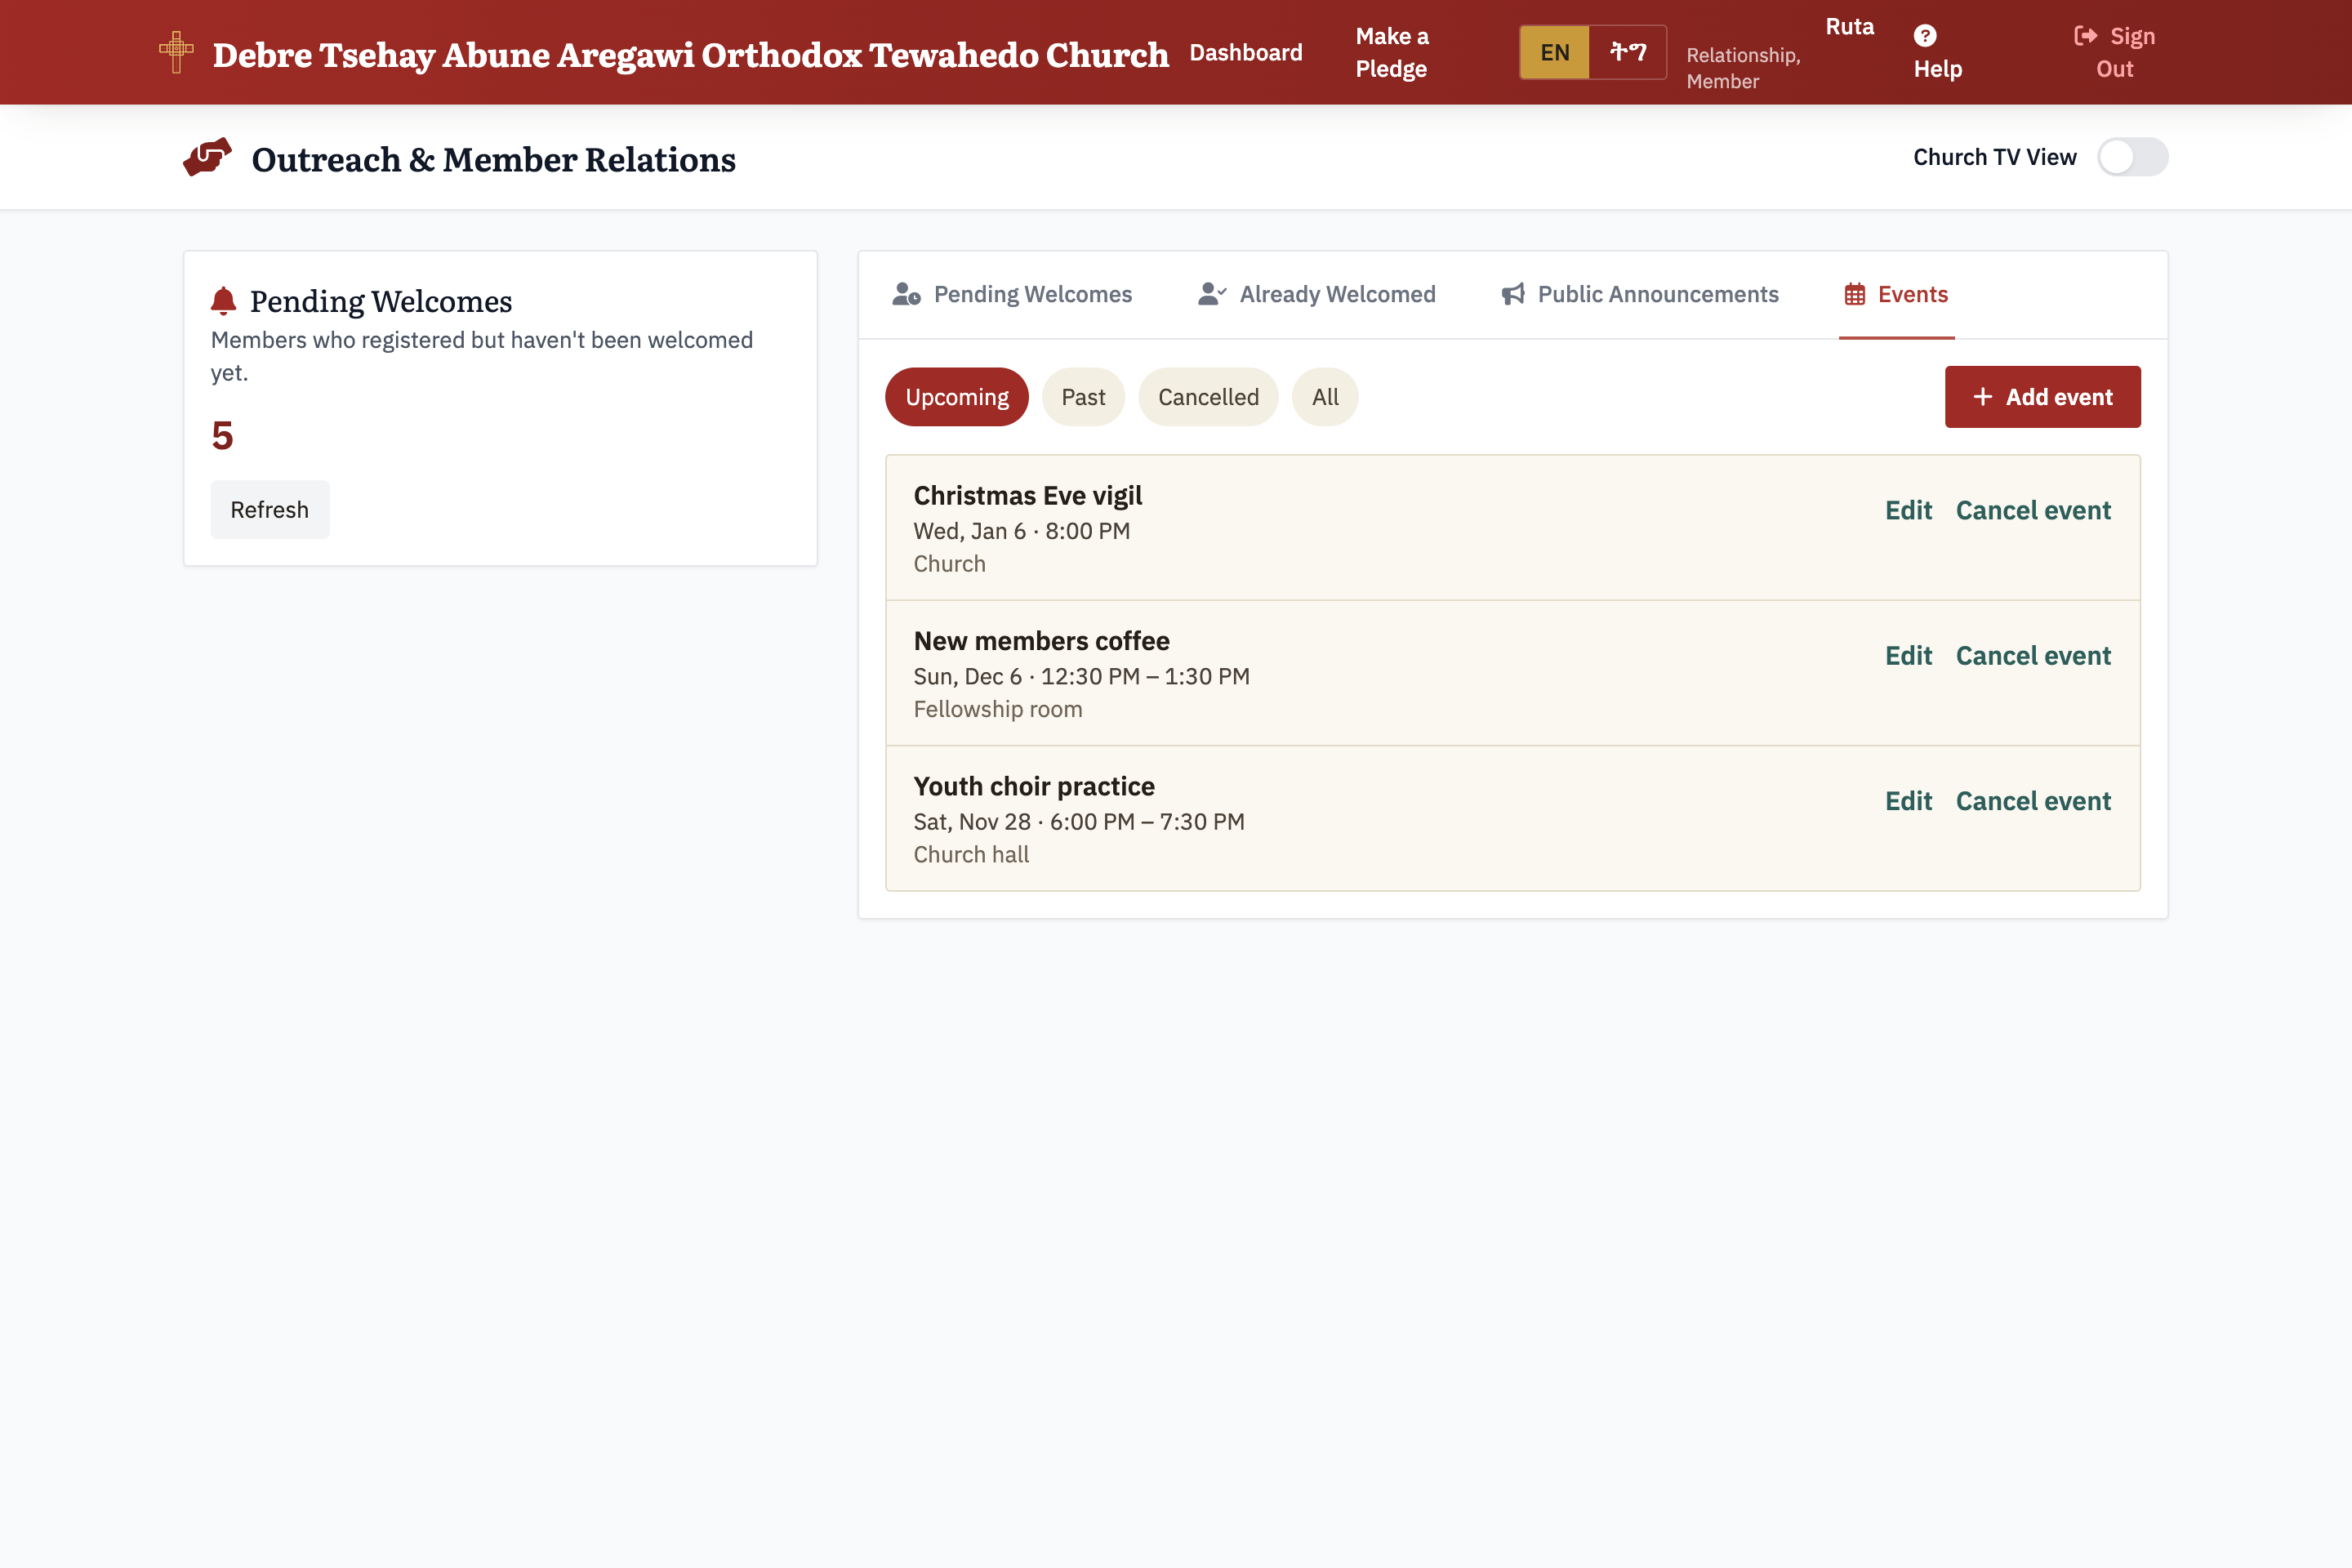 Debre Tsehay Abune Aregawi Orthodox Tewahedo Church
Dashboard
Make a
Pledge
EN
ትግ
Ruta
Relationship,
Member
Help
Sign
Out
Outreach & Member Relations
Church TV View
Pending Welcomes
Members who registered but haven't been welcomed
yet.
5
Refresh
Pending Welcomes
Already Welcomed
Public Announcements
Events
Upcoming
Past
Cancelled
All
+ Add event
Christmas Eve vigil
Wed, Jan 6 · 8:00 PM
Church
Edit
Cancel event
New members coffee
Sun, Dec 6 · 12:30 PM – 1:30 PM
Fellowship room
Edit
Cancel event
Youth choir practice
Sat, Nov 28 · 6:00 PM – 7:30 PM
Church hall
Edit
Cancel event